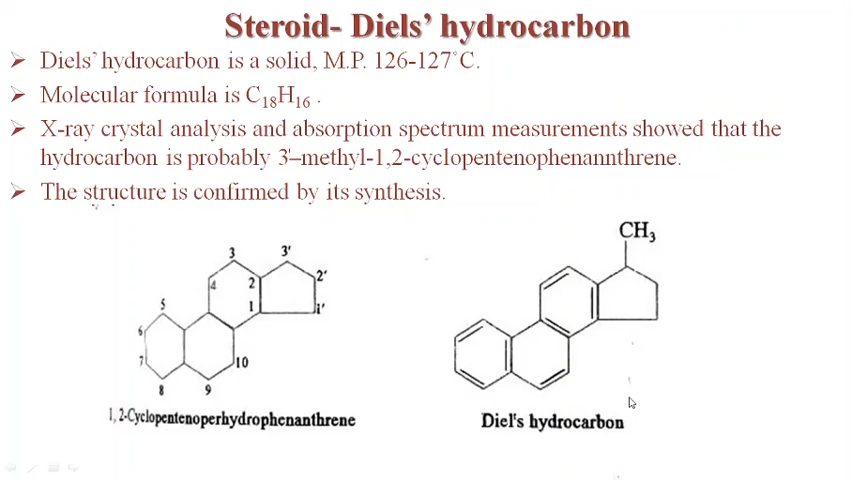 Steroid- Diels’ hydrocarbon
➢ Diels’ hydrocarbon is a solid, M.P. 126-127˚C.
➢ Molecular formula is C₁₈H₁₆ .
➢ X-ray crystal analysis and absorption spectrum measurements showed that the
hydrocarbon is probably 3'–methyl-1,2-cyclopentenophenannthrene.
➢ The structure is confirmed by its synthesis.
CH₃
3 3'
4 2 2'
5 1 1'
6
7 10
8 9
1, 2-Cyclopentenoperhydrophenanthrene
Diel's hydrocarbon